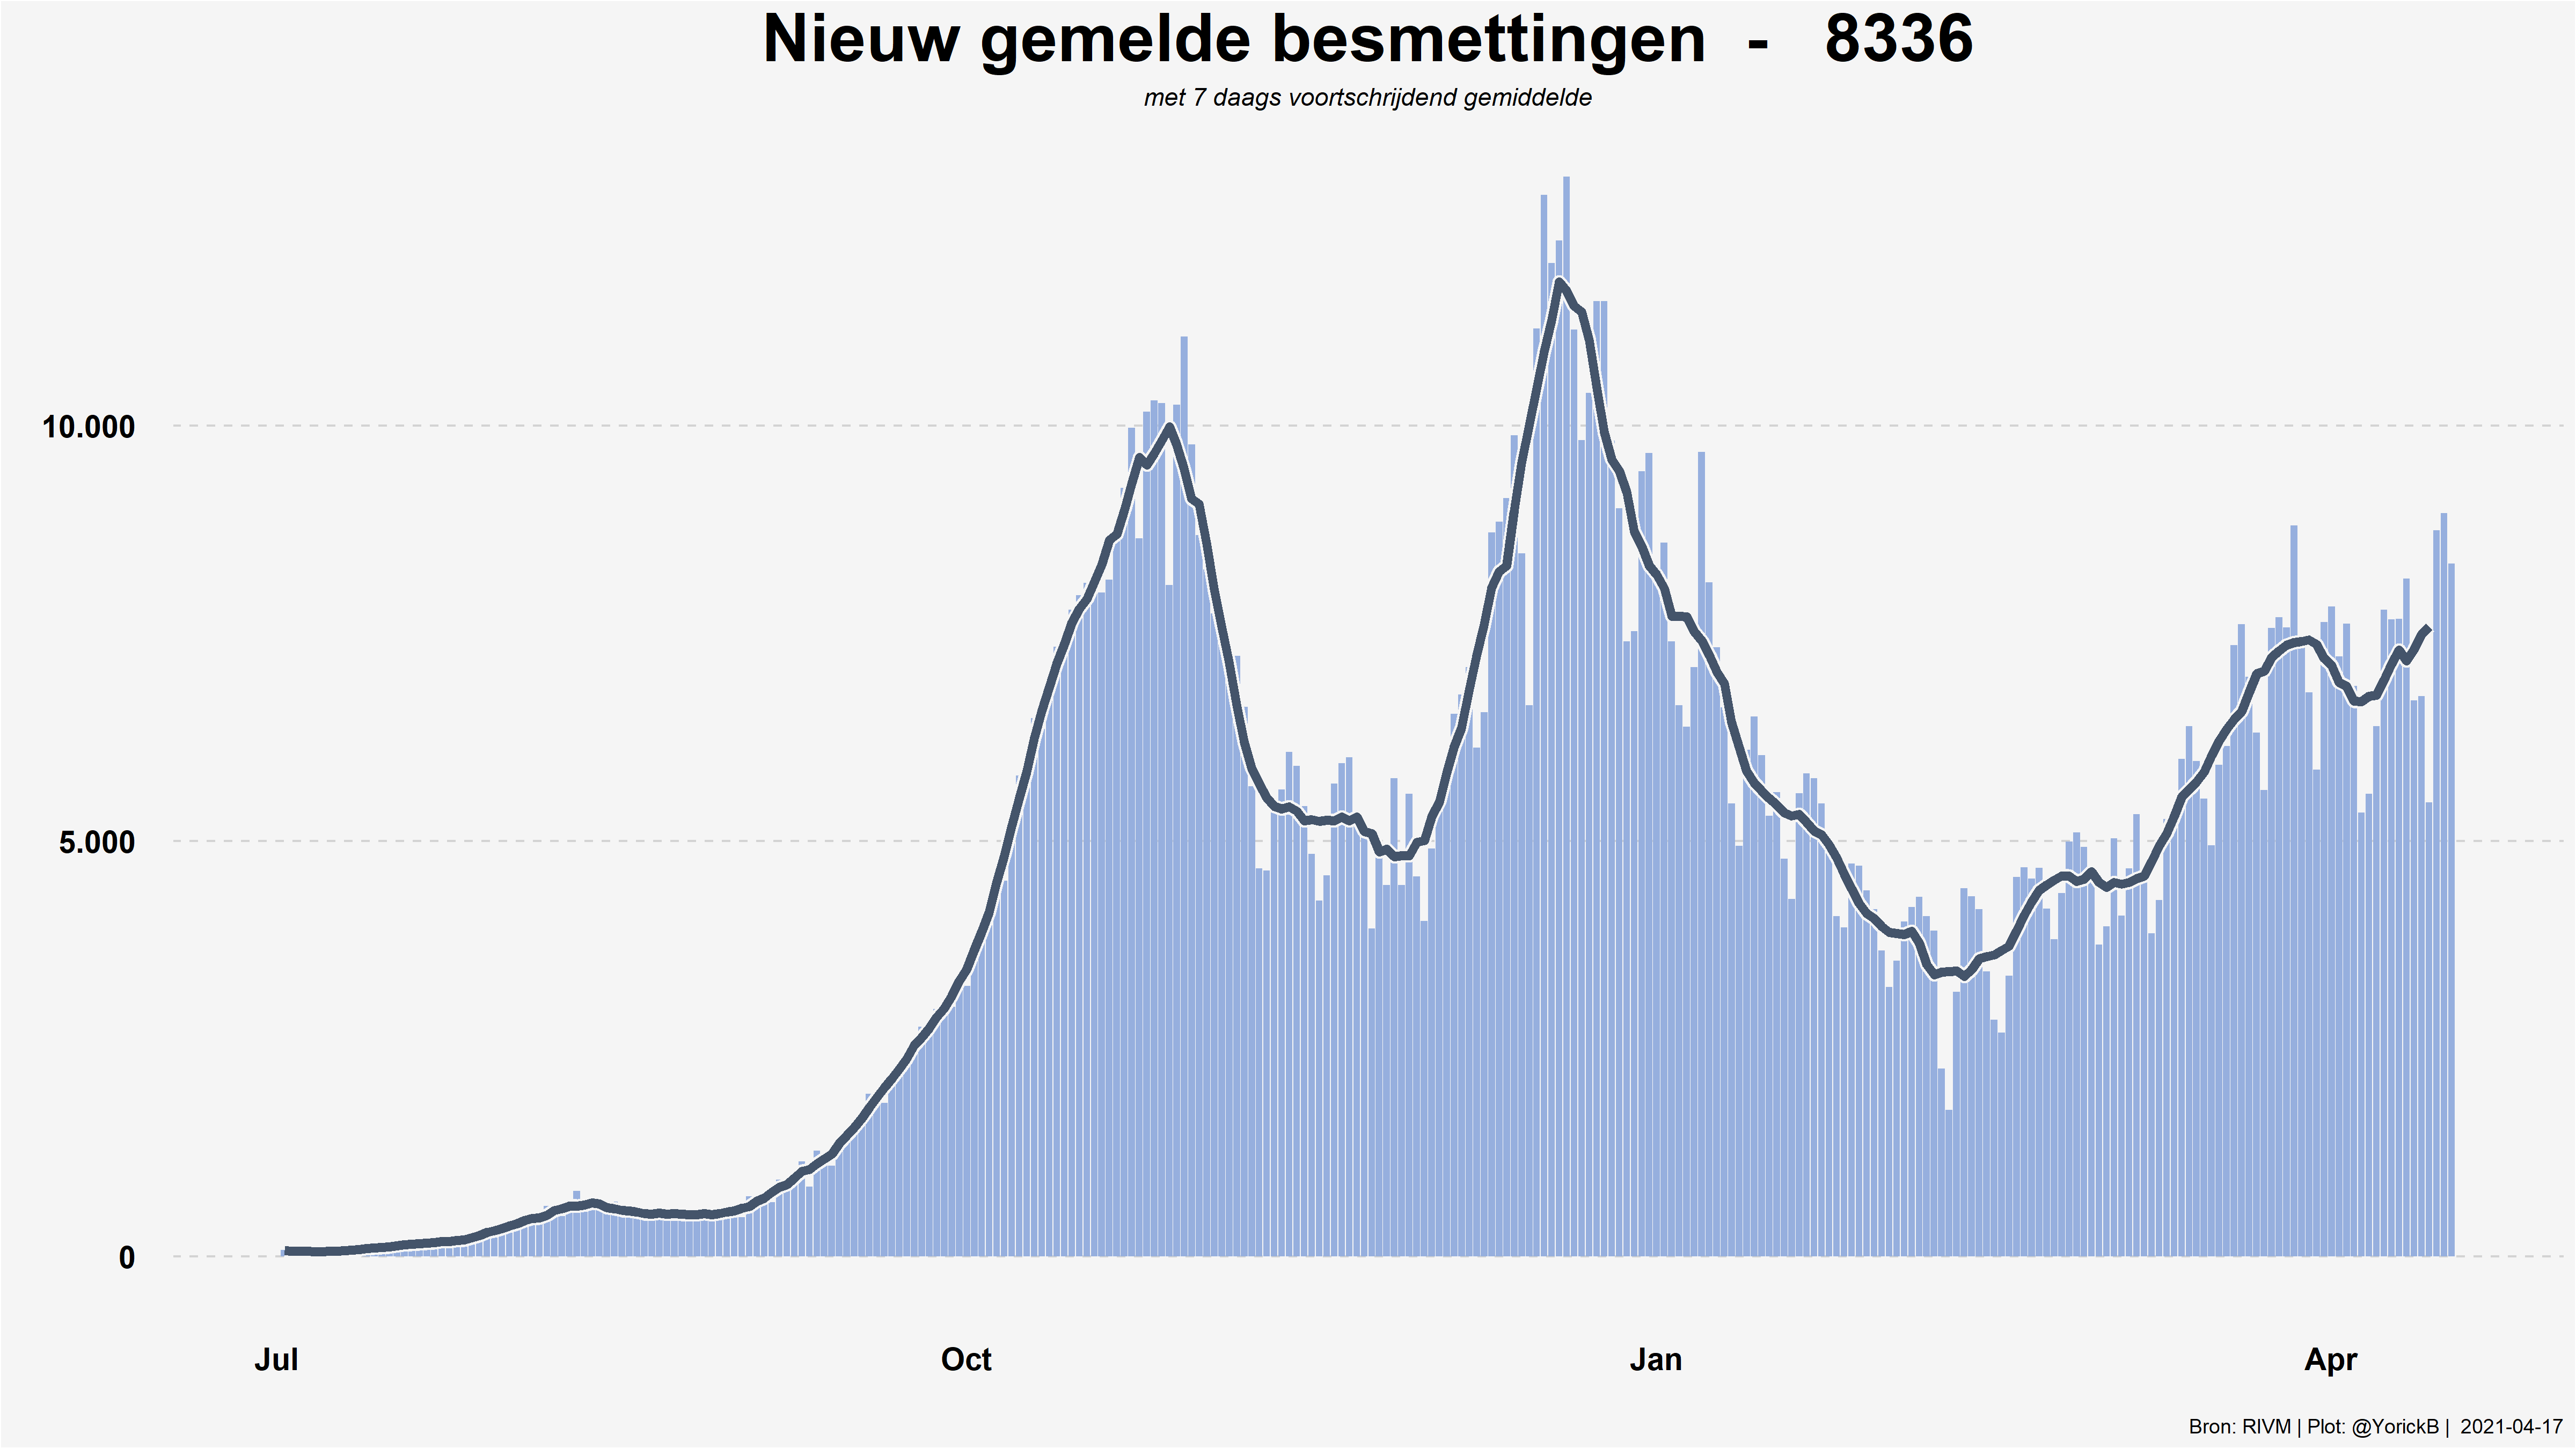 Nieuw gemelde besmettingen - 8336
met 7 daags voortschrijdend gemiddelde
10.000
5.000
0
Jul Oct Jan Apr
Bron: RIVM | Plot: @YorickB | 2021-04-17